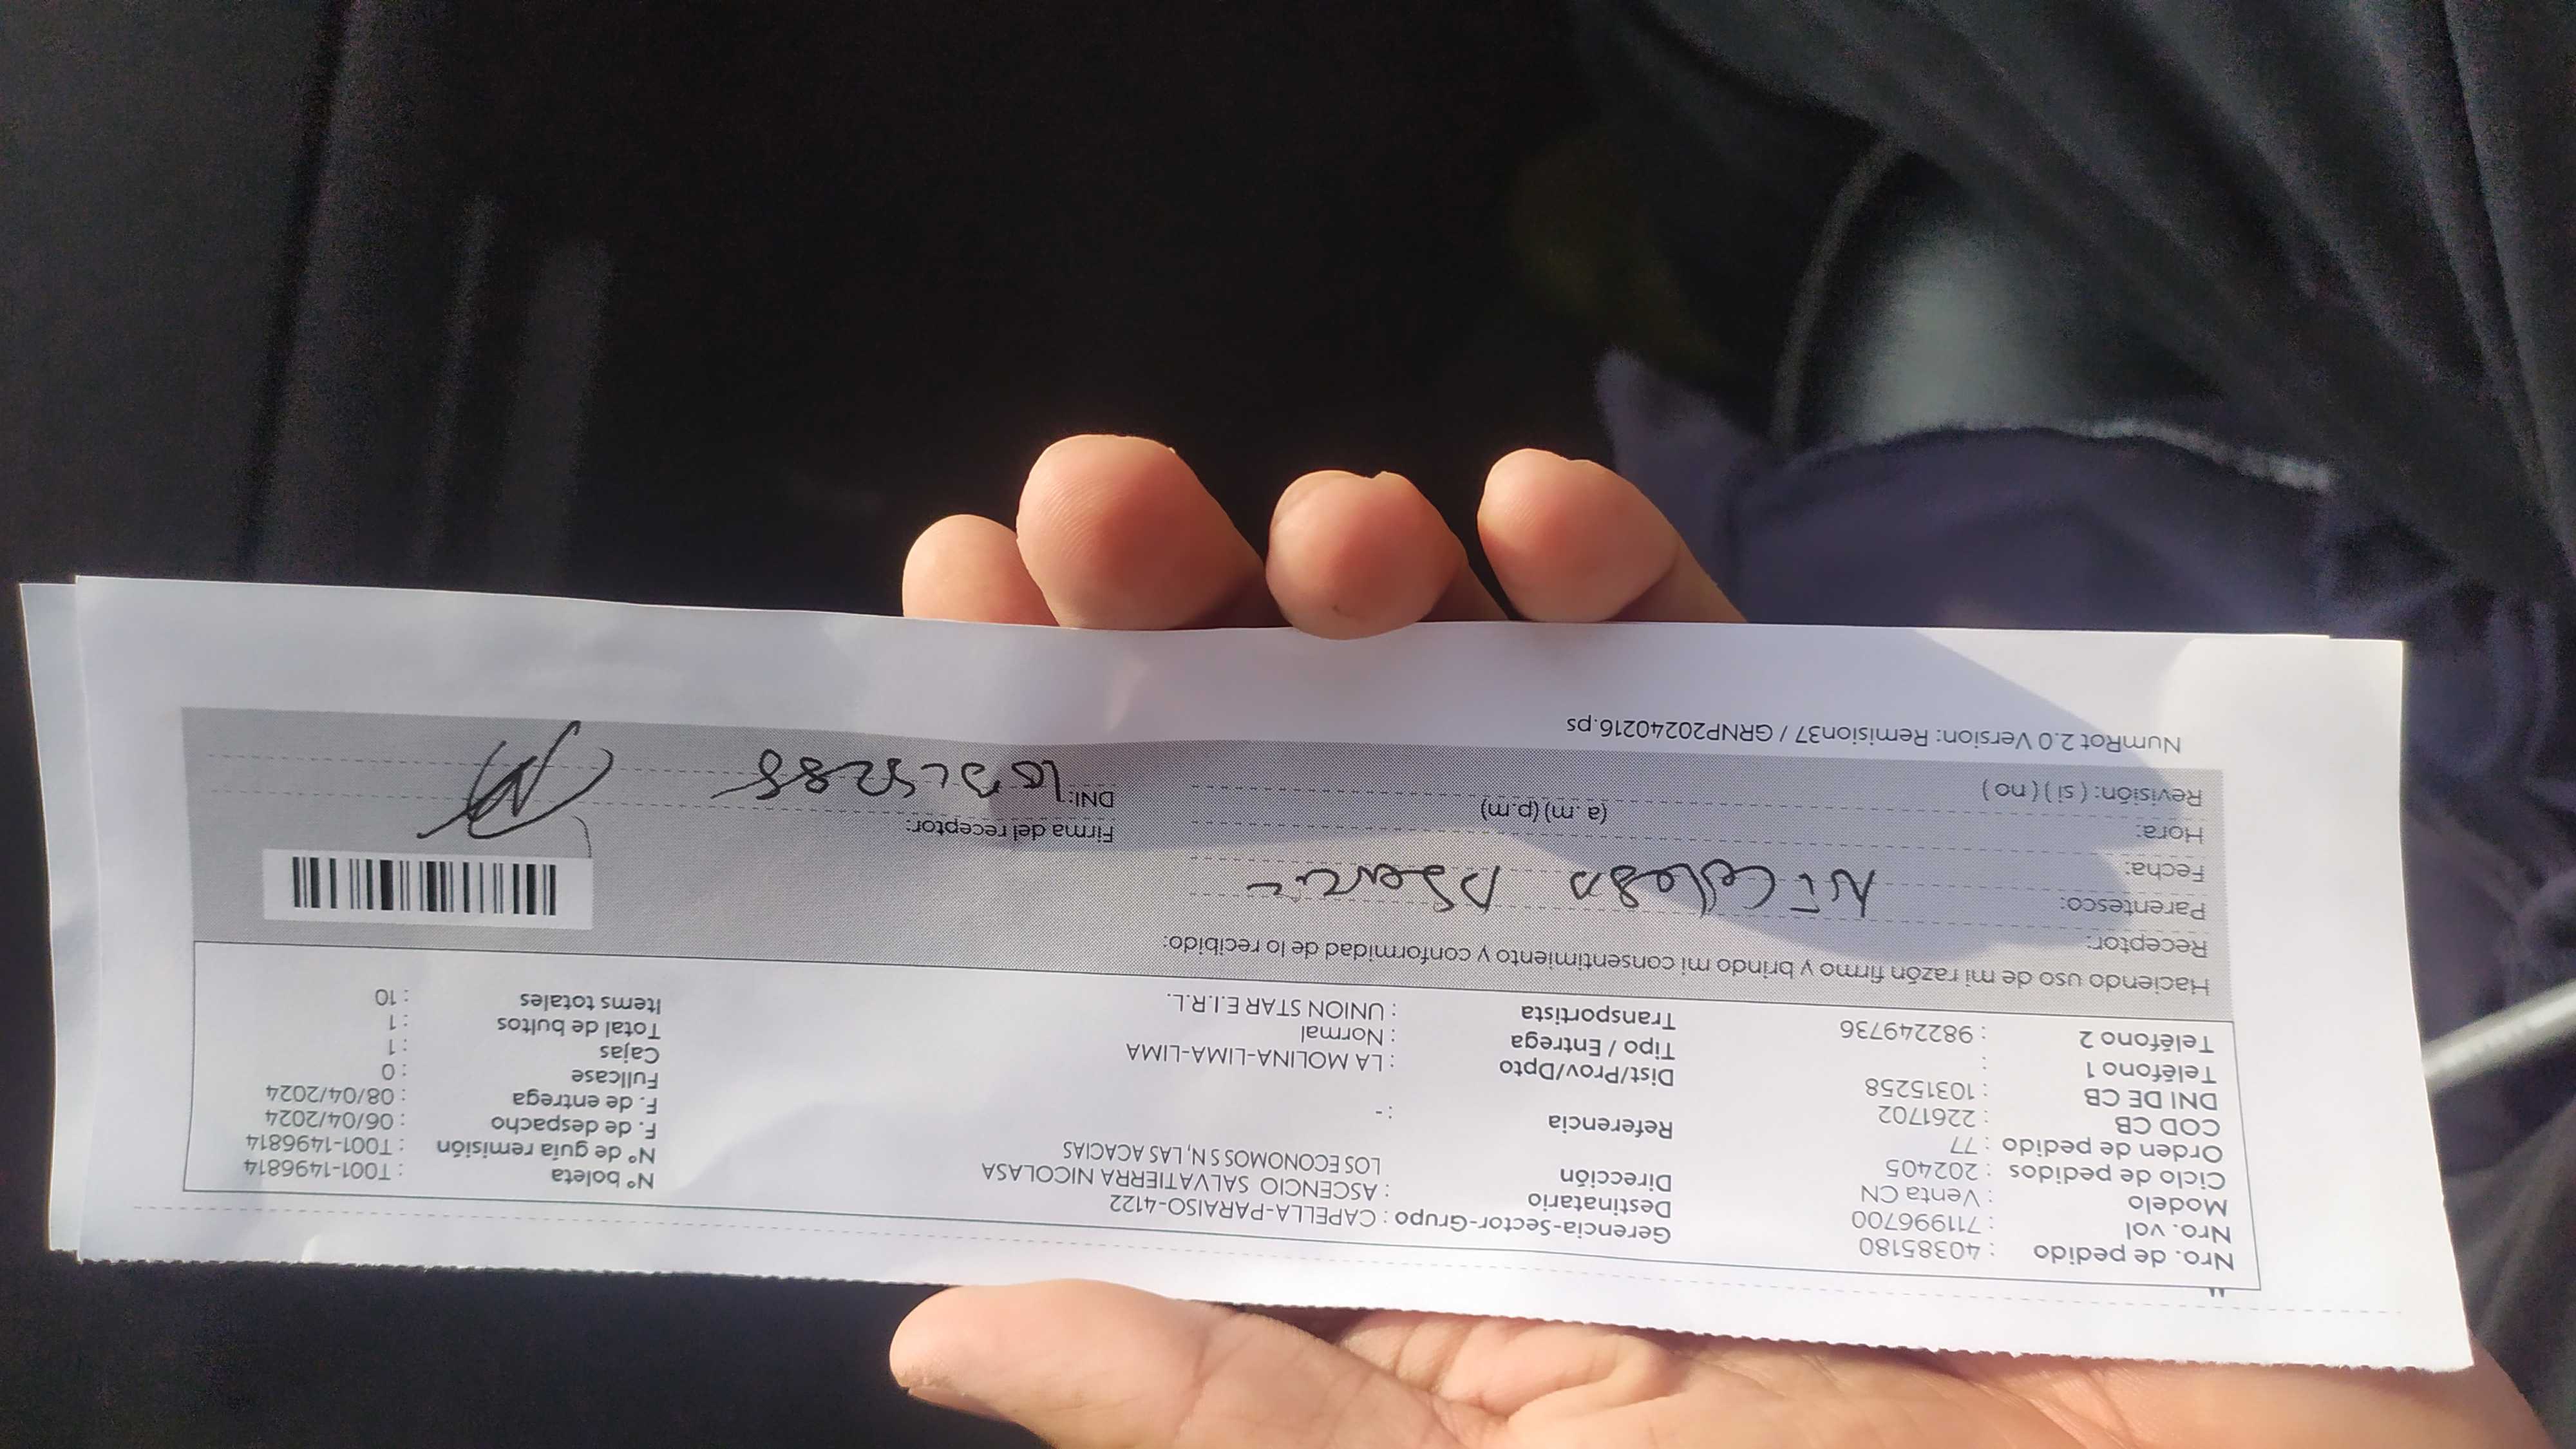 Nro. de pedido : 40385180
Nro. vol : 711996700
Modelo : Venta CN
Ciclo de pedidos : 202405
Orden de pedido : 77
COD CB : 2261702
DNI DE CB : 10315258
Teléfono 1 :
Teléfono 2 : 982249736
Gerencia-Sector-Grupo : CAPELLA-PARAISO-4122
Destinatario : ASCENCIO SALVATIERRA NICOLASA
Dirección LOS ECONOMOS S N, LAS ACACIAS
Referencia : -
Dist/Prov/Dpto : LA MOLINA-LIMA-LIMA
Tipo / Entrega : Normal
Transportista : UNION STAR E.I.R.L.
N° boleta : T001-1496814
N° de guía remisión : T001-1496814
F. de despacho : 06/04/2024
F. de entrega : 08/04/2024
Fullcase : 0
Cajas : 1
Total de bultos : 1
Items totales : 10
Haciendo uso de mi razón firmo y brindo mi consentimiento y conformidad de lo recibido:
Receptor:
Parentesco:
Fecha:
Hora: (a.m) (p.m)
Revisión: ( si ) ( no )
Firma del receptor:
DNI:
NumRot 2.0 Version: Remision37 / GRNP20240216.ps